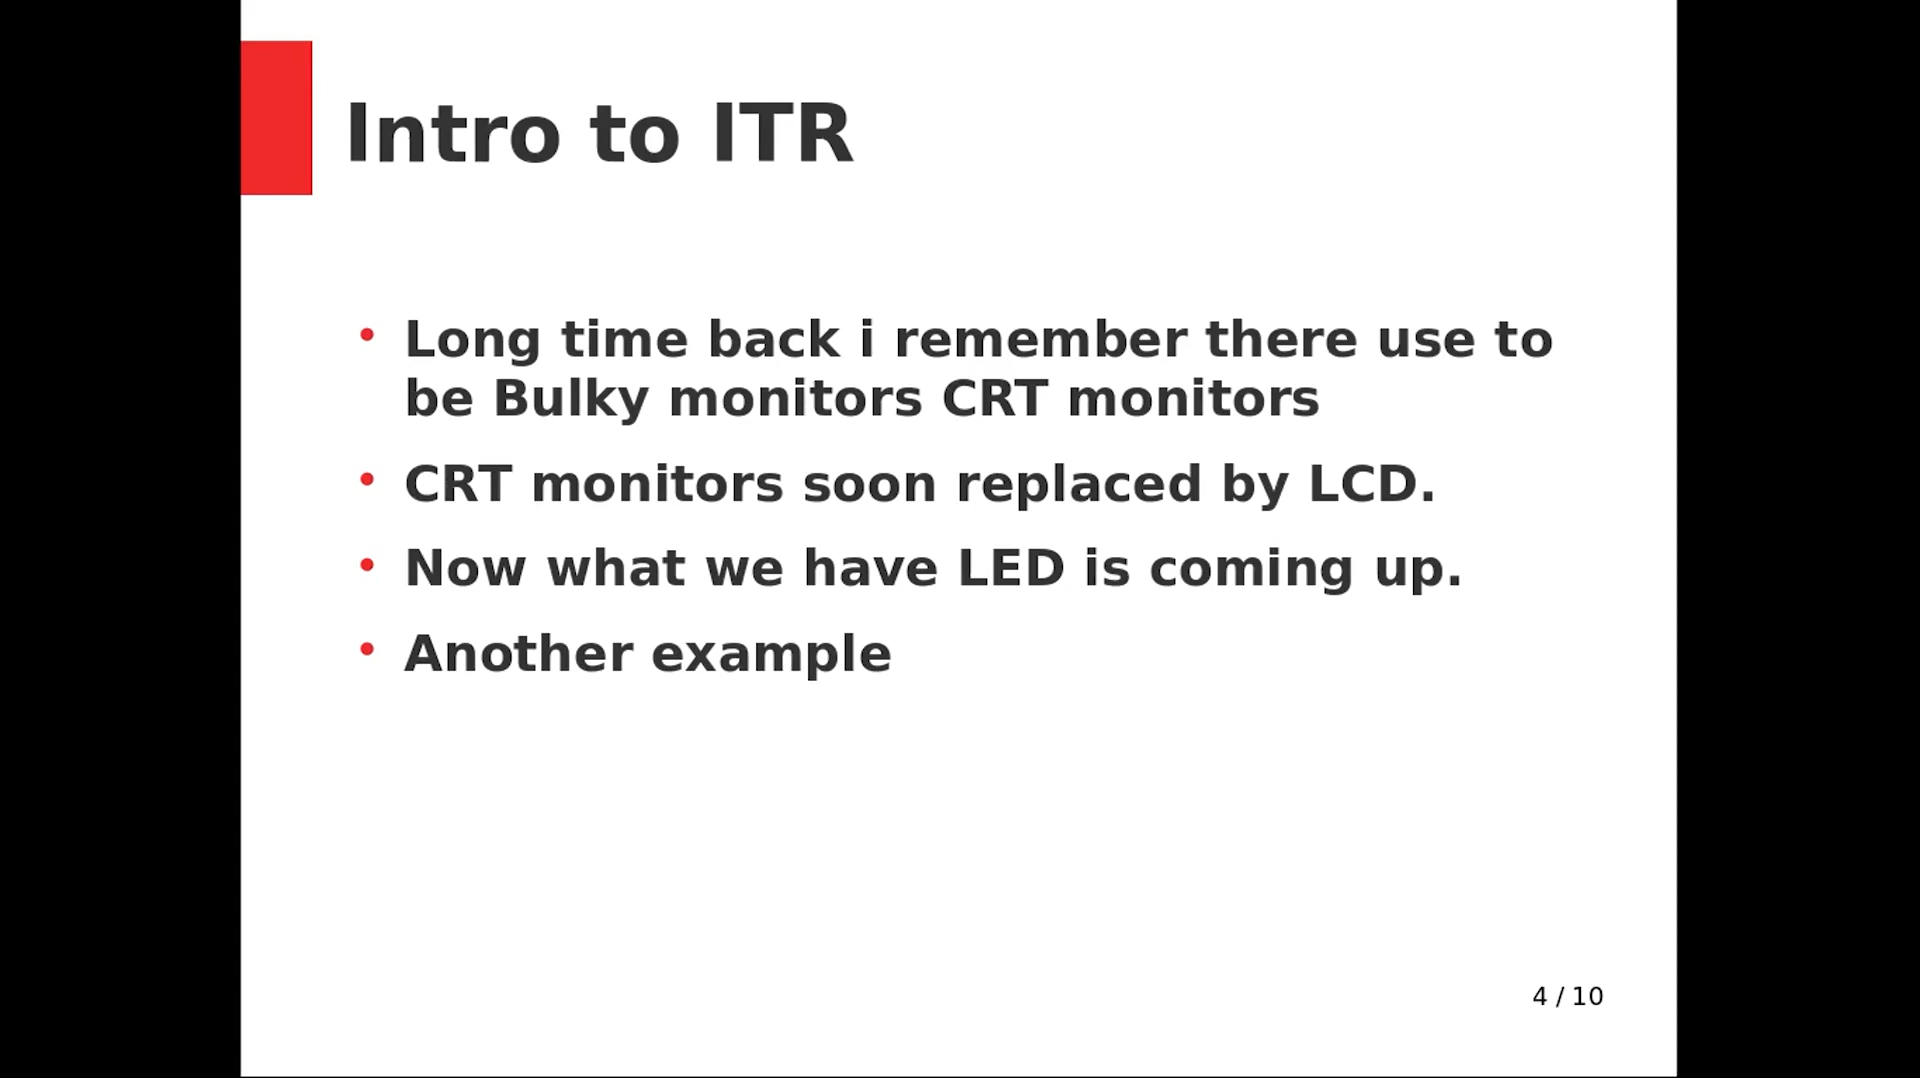 Intro to ITR
• Long time back i remember there use to
be Bulky monitors CRT monitors
• CRT monitors soon replaced by LCD.
• Now what we have LED is coming up.
• Another example
4 / 10